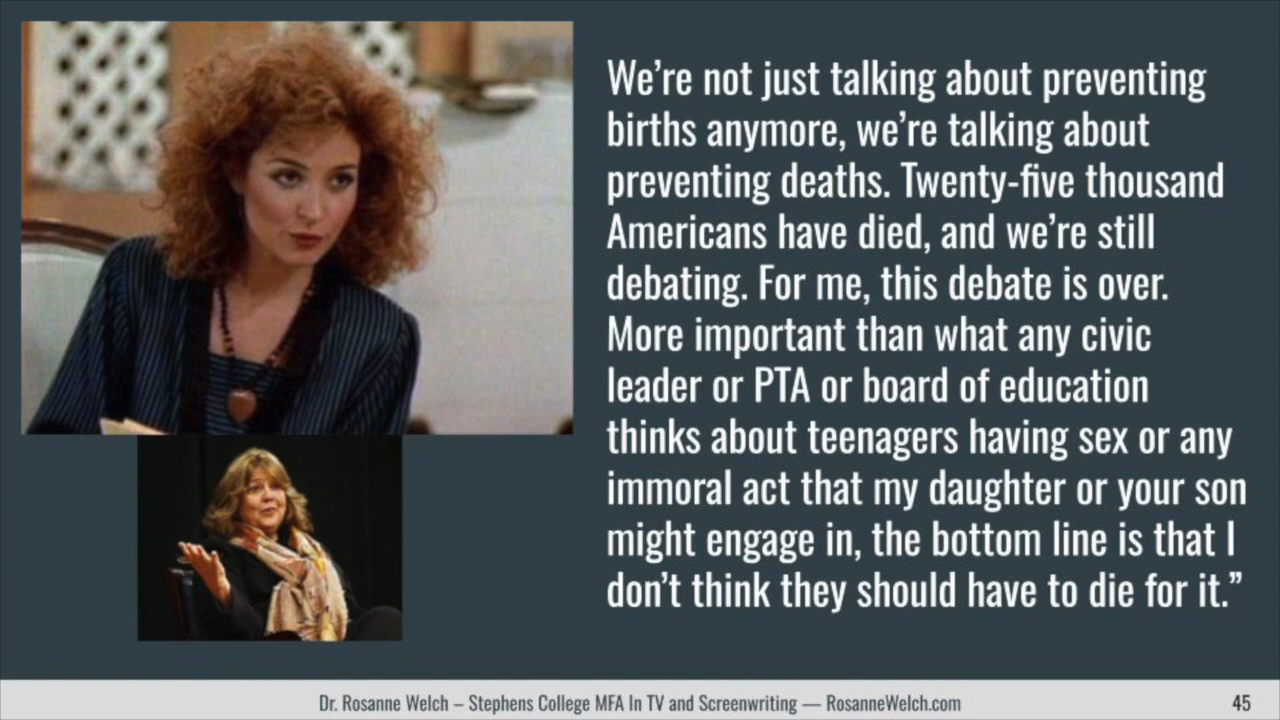 We’re not just talking about preventing
births anymore, we’re talking about
preventing deaths. Twenty-five thousand
Americans have died, and we’re still
debating. For me, this debate is over.
More important than what any civic
leader or PTA or board of education
thinks about teenagers having sex or any
immoral act that my daughter or your son
might engage in, the bottom line is that I
don’t think they should have to die for it.”
Dr. Rosanne Welch – Stephens College MFA In TV and Screenwriting — RosanneWelch.com
45